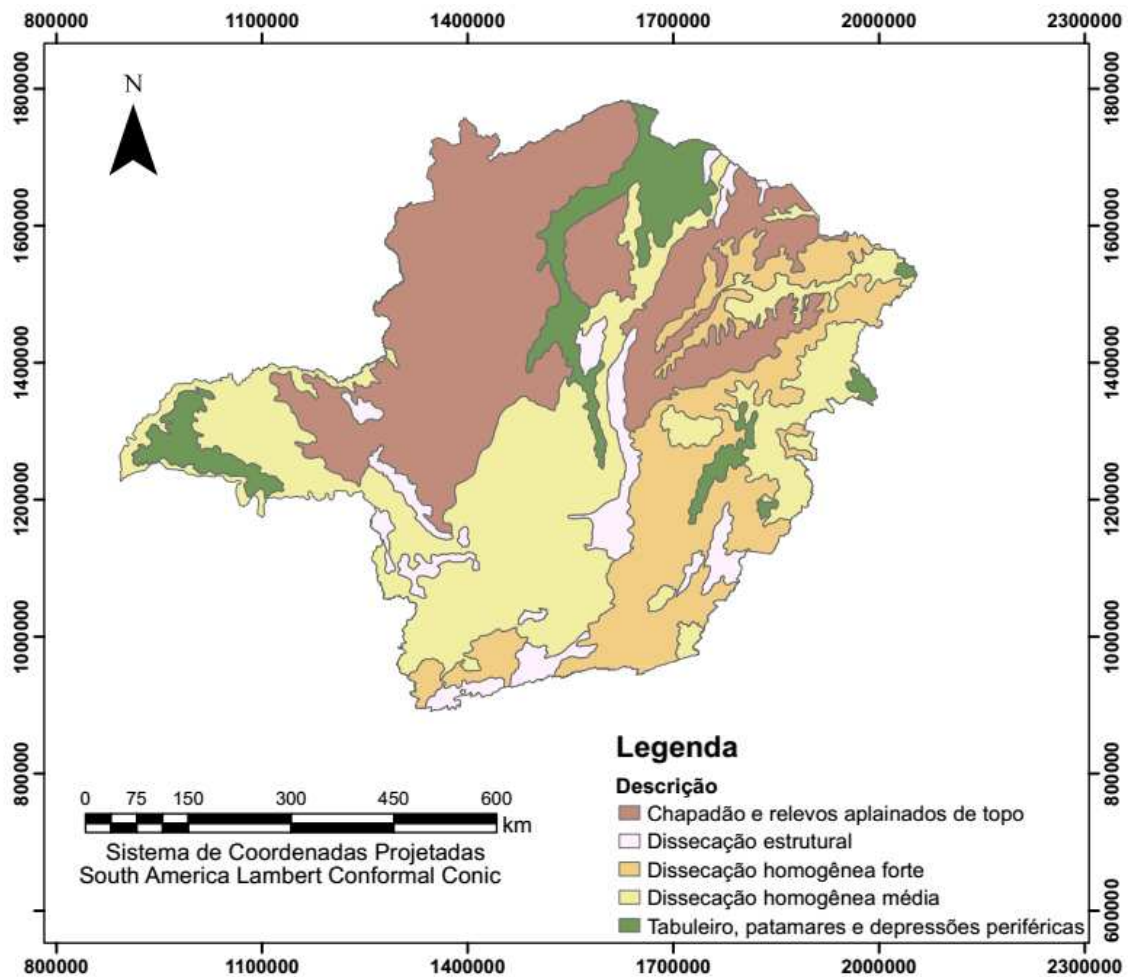 800000 1100000 1400000 1700000 2000000 2300000
1800000 1800000
N
1600000 1600000
1400000 1400000
1200000 1200000
1000000 1000000
800000 800000
600000 600000
0 75 150 300 450 600
km
Sistema de Coordenadas Projetadas
South America Lambert Conformal Conic
Legenda
Descrição
Chapadão e relevos aplainados de topo
Dissecação estrutural
Dissecação homogênea forte
Dissecação homogênea média
Tabuleiro, patamares e depressões periféricas
800000 1100000 1400000 1700000 2000000 2300000